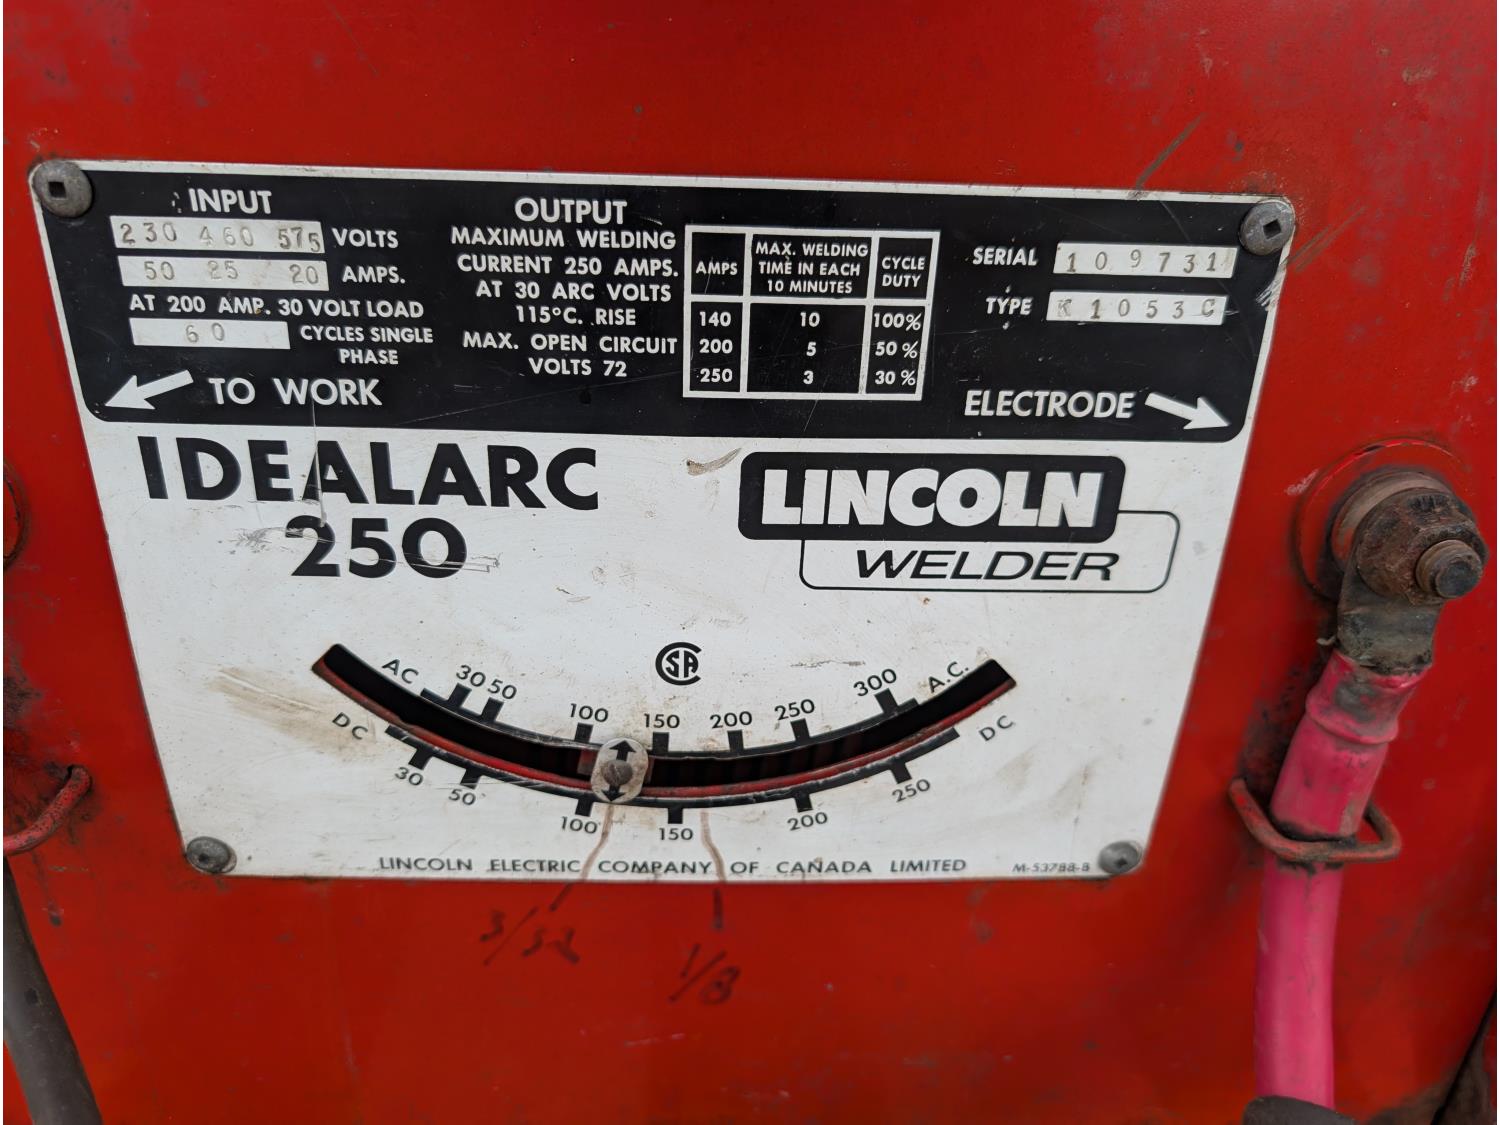 INPUT
230 460 575 VOLTS
50 25 20 AMPS.
AT 200 AMP. 30 VOLT LOAD
60 CYCLES SINGLE
PHASE
TO WORK
OUTPUT
MAXIMUM WELDING
CURRENT 250 AMPS.
AT 30 ARC VOLTS
115°C. RISE
MAX. OPEN CIRCUIT
VOLTS 72
AMPS MAX. WELDING TIME IN EACH 10 MINUTES CYCLE DUTY
140 10 100%
200 5 50%
250 3 30%
SERIAL 109731
TYPE K1053C
ELECTRODE
IDEALARC
250
LINCOLN
WELDER
CSA
AC 30 50 100 150 200 250 300 A.C.
DC 30 50 100 150 200 250 DC
LINCOLN ELECTRIC COMPANY OF CANADA LIMITED M-53788-B
3/32
1/8